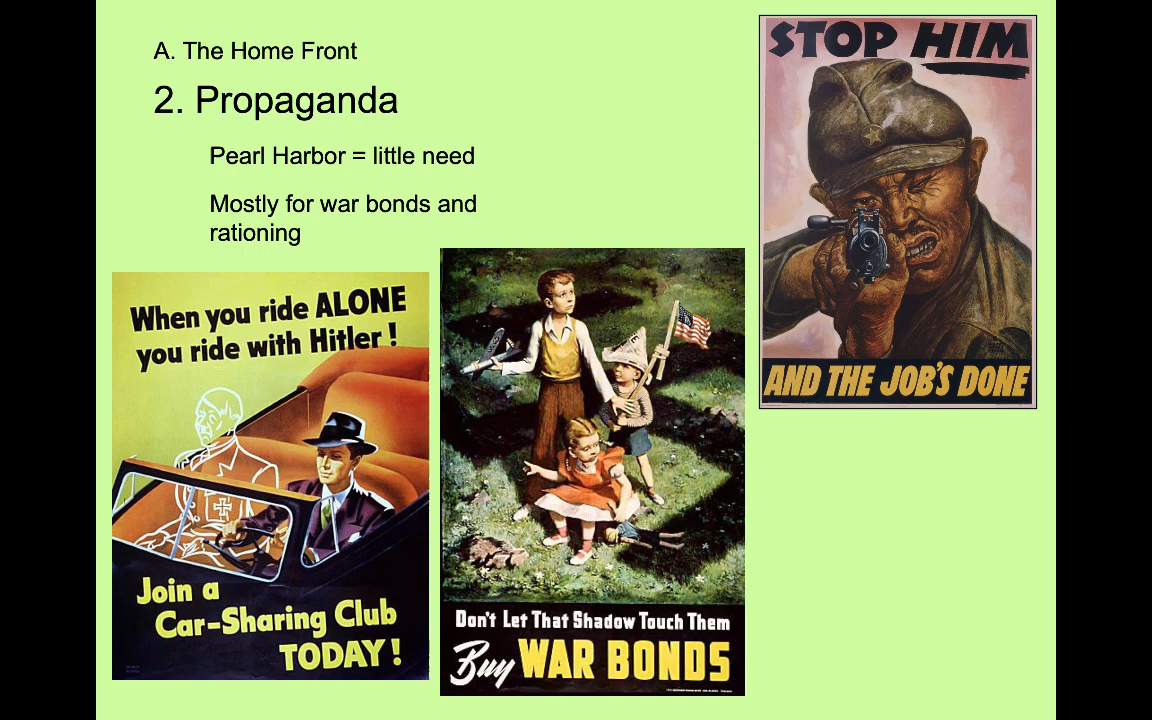 A. The Home Front
2. Propaganda
Pearl Harbor = little need
Mostly for war bonds and
rationing
When you ride ALONE
you ride with Hitler !
Join a
Car-Sharing Club
TODAY !
Don't Let That Shadow Touch Them
Buy WAR BONDS
STOP HIM
AND THE JOB'S DONE